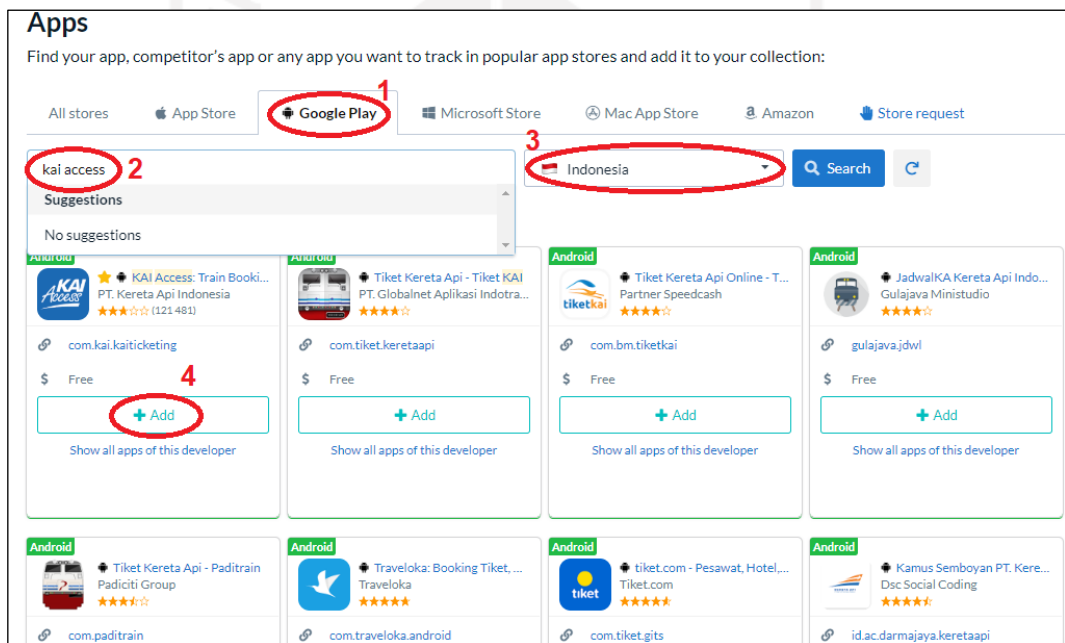 Apps
Find your app, competitor's app or any app you want to track in popular app stores and add it to your collection:
1
All stores App Store Google Play Microsoft Store Mac App Store Amazon Store request
3
kai access 2 Indonesia Search
Suggestions
No suggestions
Android Android Android Android
KAI Access: Train Booki... Tiket Kereta Api - Tiket KAI Tiket Kereta Api Online - T... JadwalKA Kereta Api Indo...
KAI Access PT. Kereta Api Indonesia PT. Globalnet Aplikasi Indotra... tiketkai Partner Speedcash Gulajava Ministudio
(121 481)
com.kai.kaiticketing com.tiket.keretaapi com.bm.tiketkai gulajava.jdwl
$ Free $ Free $ Free $ Free
4
+ Add + Add + Add + Add
Show all apps of this developer Show all apps of this developer Show all apps of this developer Show all apps of this developer
Android Android Android Android
Tiket Kereta Api - Paditrain Traveloka: Booking Tiket, ... tiket.com - Pesawat, Hotel,... Kamus Semboyan PT. Kere...
Padiciti Group Traveloka tiket Tiket.com Dsc Social Coding
com.paditrain com.traveloka.android com.tiket.gits id.ac.darmajaya.keretaapi